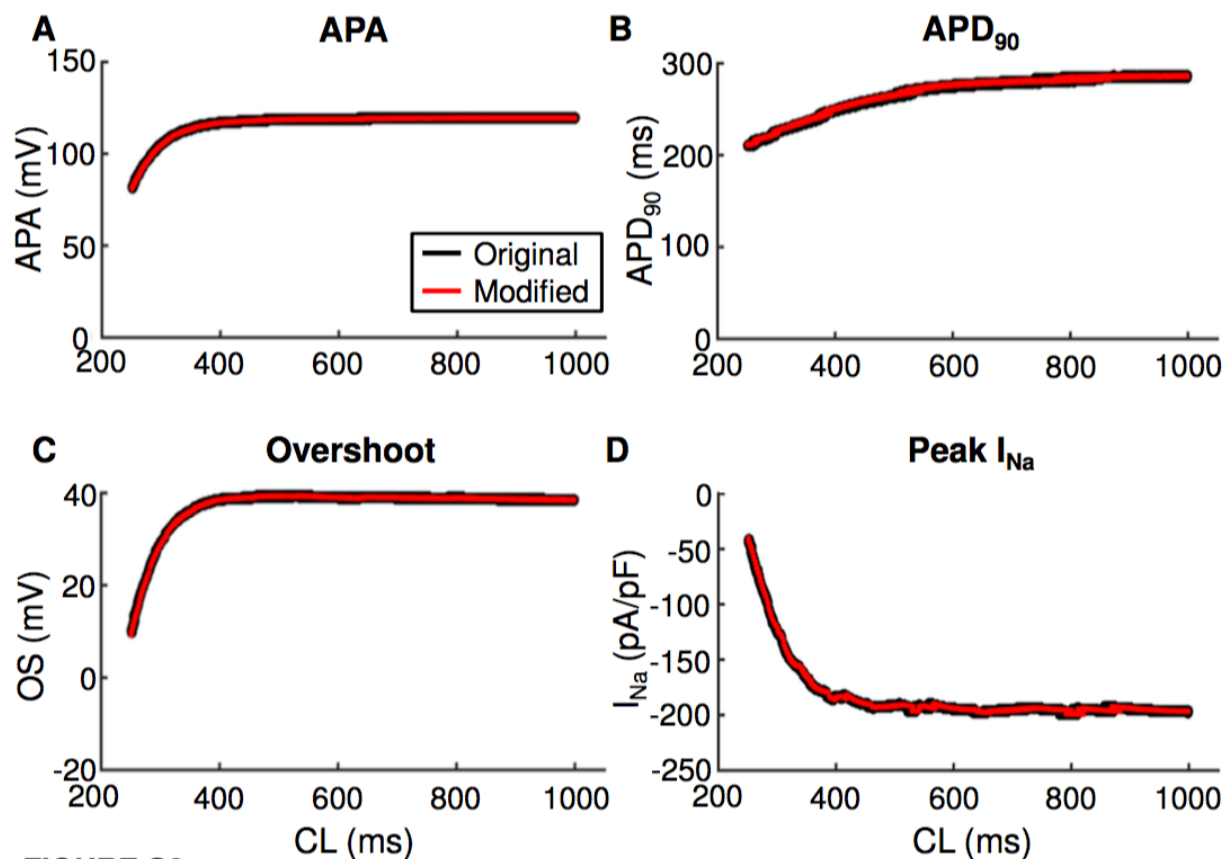 A APA
150
100
50
0
APA (mV)
Original
Modified
200 400 600 800 1000
B APD90
300
200
100
0
APD90 (ms)
200 400 600 800 1000
C Overshoot
40
20
0
-20
OS (mV)
200 400 600 800 1000
CL (ms)
D Peak INa
0
-50
-100
-150
-200
-250
INa (pA/pF)
200 400 600 800 1000
CL (ms)